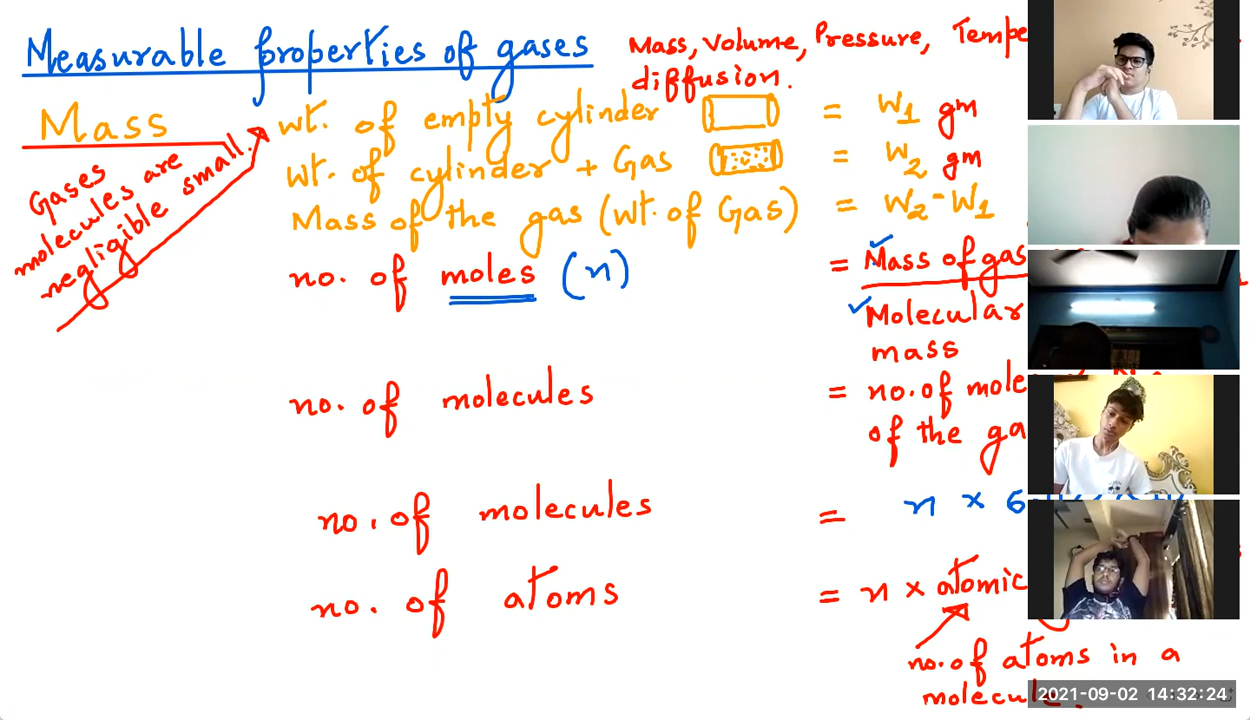 Measurable properties of gases
Mass, Volume, Pressure, Tempe
diffusion.
Mass
Gases
molecules are
negligible small.
wt. of empty cylinder = W1 gm
wt. of cylinder + Gas = W2 gm
Mass of the gas (wt. of Gas) = W2 - W1
no. of moles (n) = Mass of gas
Molecular
mass
no. of molecules = no. of mole
of the ga
no. of molecules = n × 6
no. of atoms = n × atomic
no. of atoms in a
molecule.
2021-09-02 14:32:24